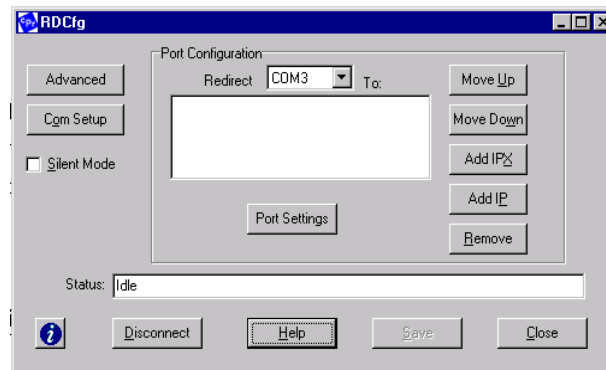 RDCfg
Port Configuration
Advanced
Redirect COM3 To:
Move Up
Com Setup
Move Down
Silent Mode
Add IPX
Add IP
Port Settings
Remove
Status: Idle
Disconnect
Help
Save
Close